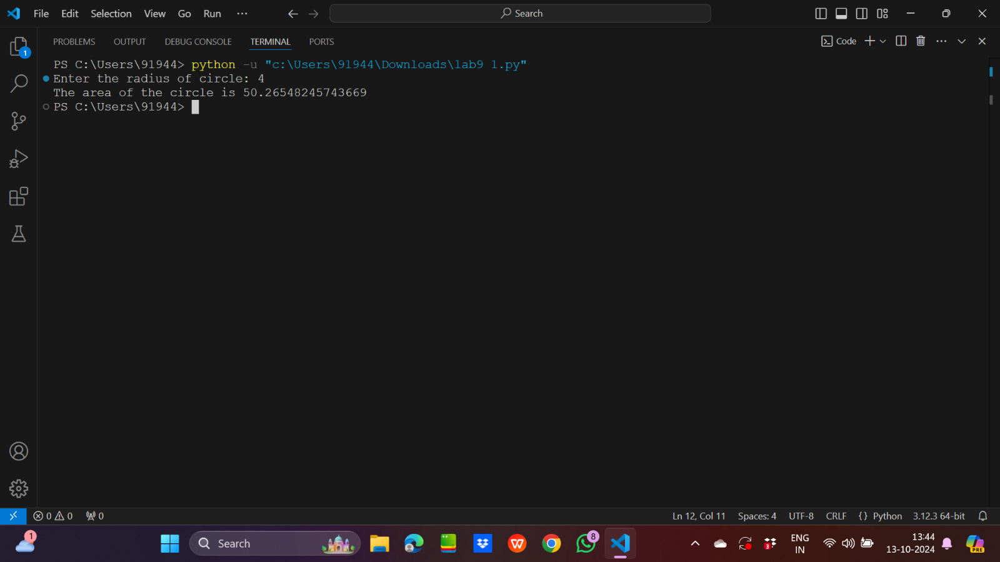 File Edit Selection View Go Run ··· Search
PROBLEMS OUTPUT DEBUG CONSOLE TERMINAL PORTS Code
PS C:\Users\91944> python -u "c:\Users\91944\Downloads\lab9 1.py"
Enter the radius of circle: 4
The area of the circle is 50.26548245743669
PS C:\Users\91944>
1
0 0 0 Ln 12, Col 11 Spaces: 4 UTF-8 CRLF {} Python 3.12.3 64-bit
1 Search W 8 3 ENG 13:44 PRE
IN 13-10-2024